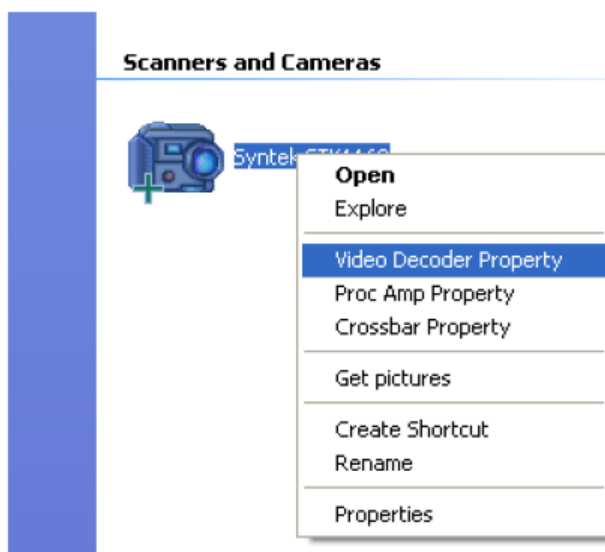 Scanners and Cameras
Syntek
Open
Explore
Video Decoder Property
Proc Amp Property
Crossbar Property
Get pictures
Create Shortcut
Rename
Properties